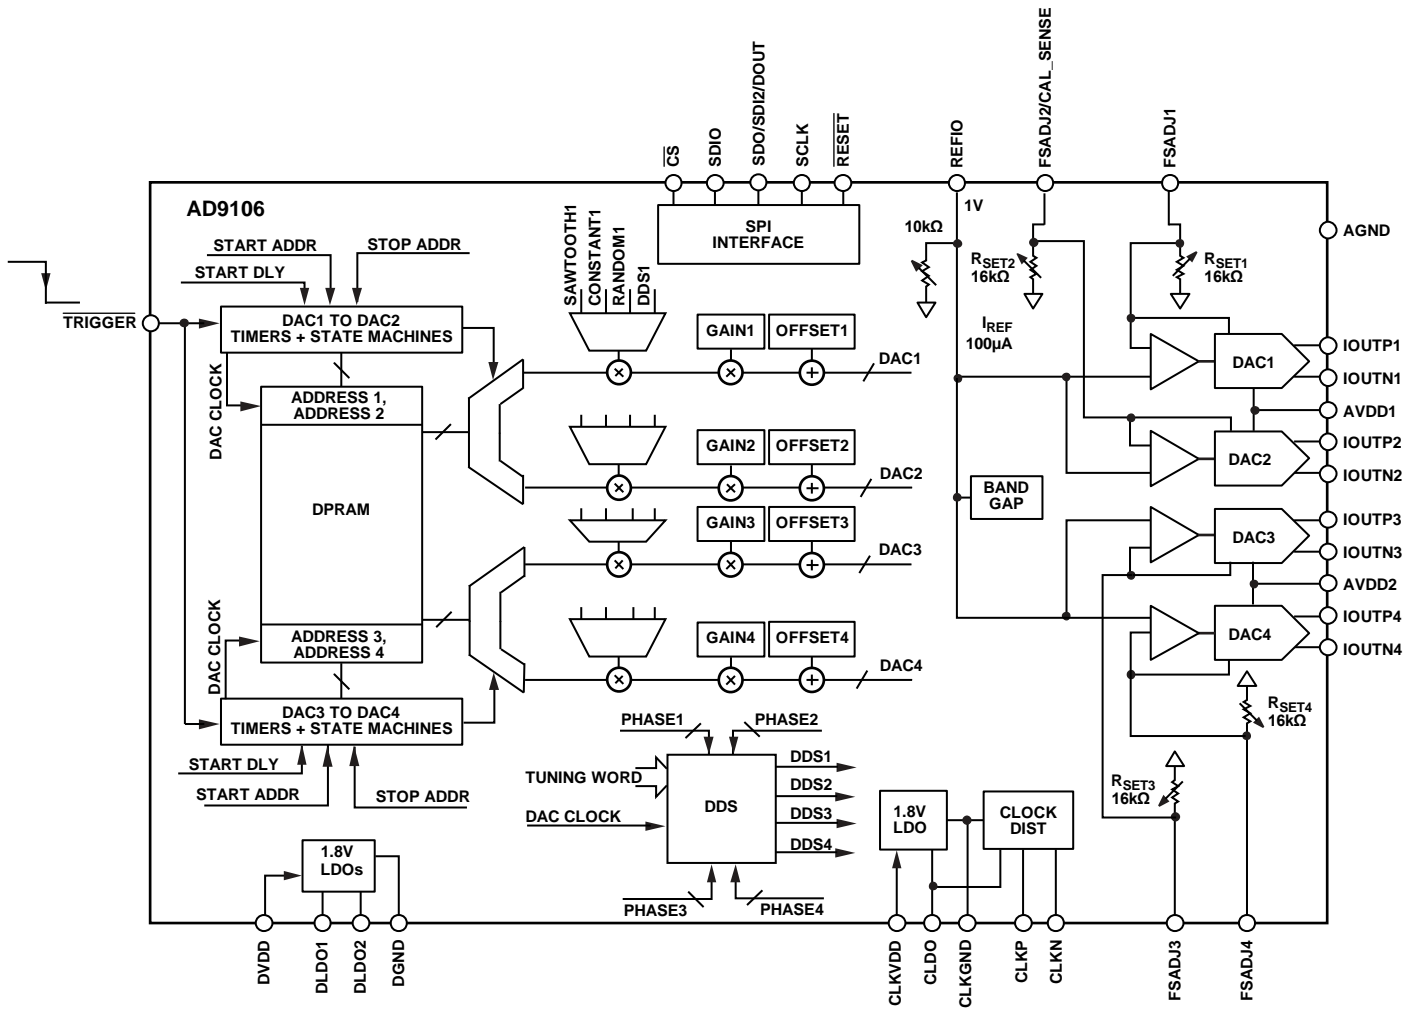 FSADJ2/CAL_SENSE
SDO/SDI2/DOUT
CS
SDIO
SCLK
RESET
REFIO
FSADJ1
AD9106
START ADDR
STOP ADDR
START DLY
TRIGGER
DAC1 TO DAC2
TIMERS + STATE MACHINES
DAC CLOCK
ADDRESS 1,
ADDRESS 2
DPRAM
ADDRESS 3,
ADDRESS 4
DAC CLOCK
DAC3 TO DAC4
TIMERS + STATE MACHINES
START DLY
START ADDR
STOP ADDR
SPI
INTERFACE
SAWTOOTH1
CONSTANT1
RANDOM1
DDS1
GAIN1
OFFSET1
DAC1
GAIN2
OFFSET2
DAC2
GAIN3
OFFSET3
DAC3
GAIN4
OFFSET4
DAC4
1V
10kΩ
RSET2
16kΩ
RSET1
16kΩ
IREF
100µA
BAND
GAP
DAC1
DAC2
DAC3
DAC4
AGND
IOUTP1
IOUTN1
AVDD1
IOUTP2
IOUTN2
IOUTP3
IOUTN3
AVDD2
IOUTP4
IOUTN4
RSET4
16kΩ
RSET3
16kΩ
PHASE1
PHASE2
TUNING WORD
DAC CLOCK
DDS
DDS1
DDS2
DDS3
DDS4
PHASE3
PHASE4
1.8V
LDO
CLOCK
DIST
1.8V
LDOs
DVDD
DLDO1
DLDO2
DGND
CLKVDD
CLDO
CLKGND
CLKP
CLKN
FSADJ3
FSADJ4